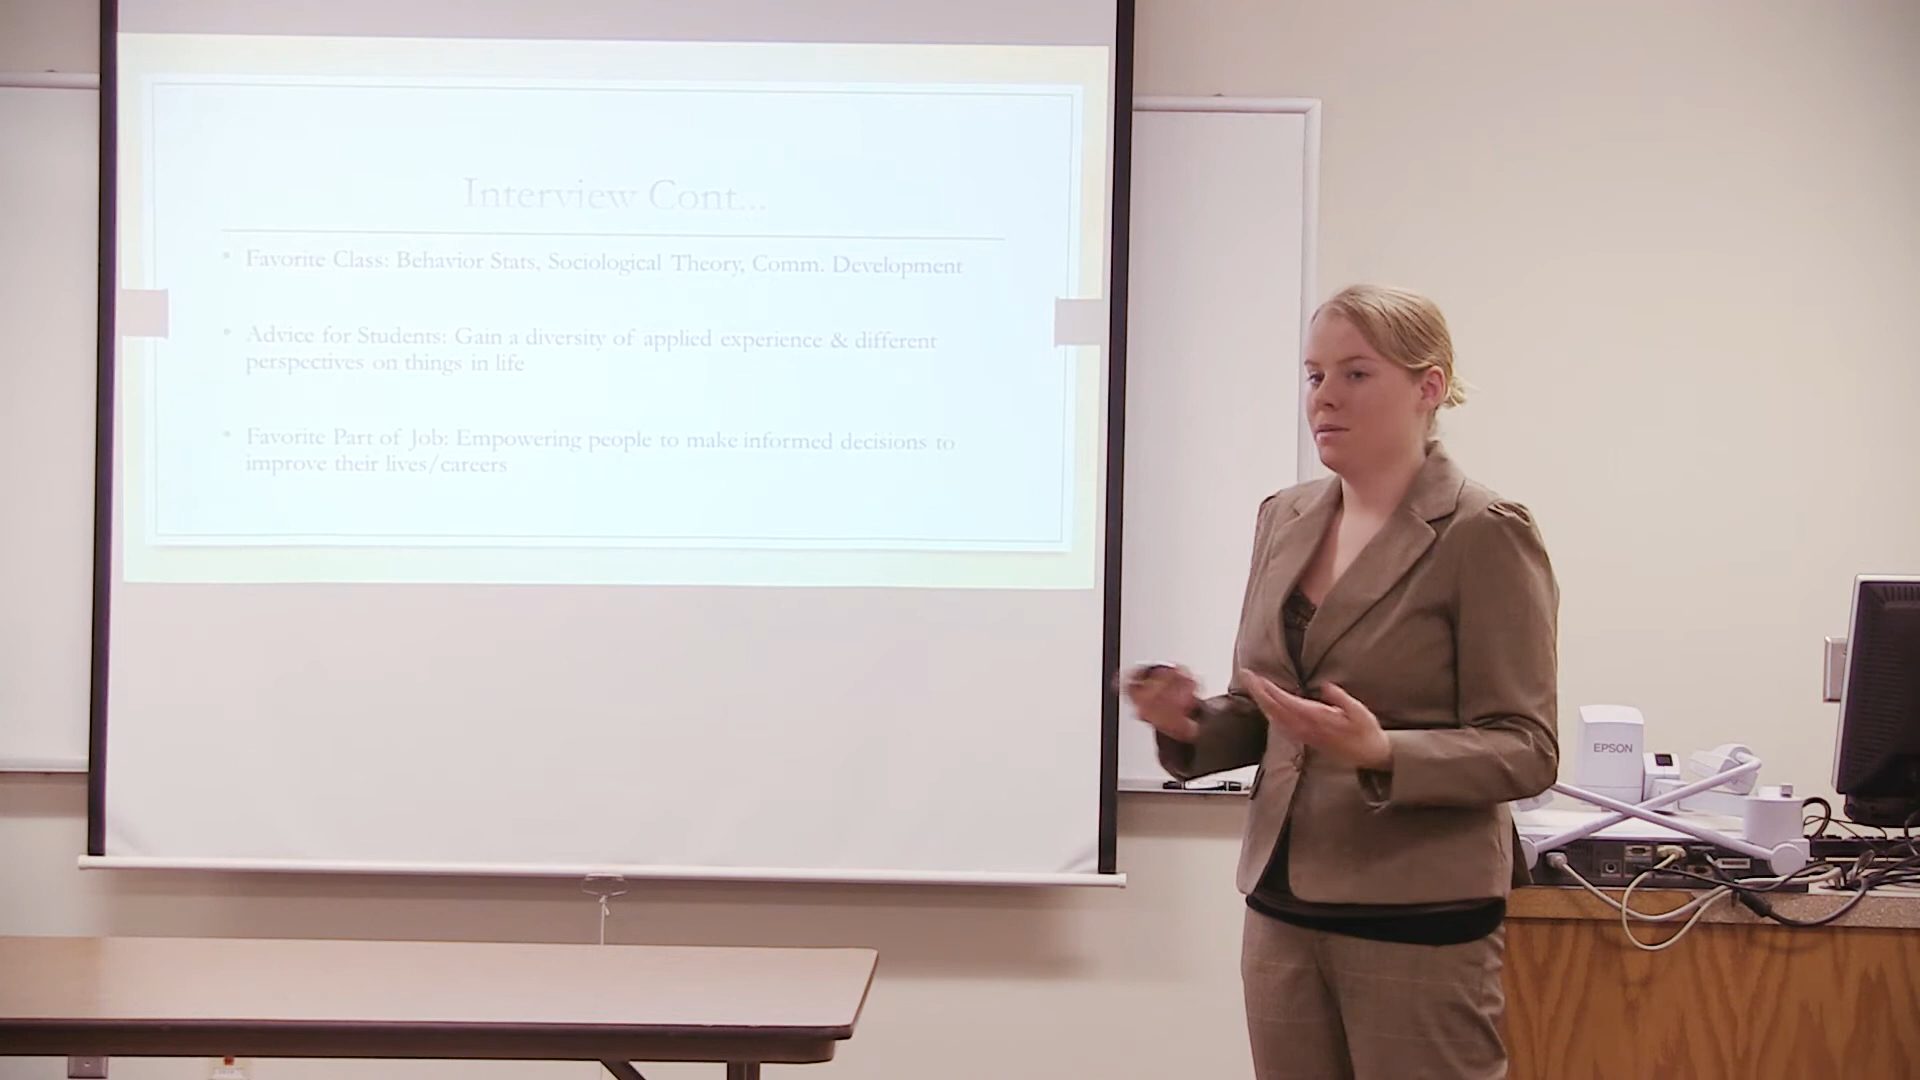 Interview Cont...
• Favorite Class: Behavior Stats, Sociological Theory, Comm. Development
• Advice for Students: Gain a diversity of applied experience & different
perspectives on things in life
• Favorite Part of Job: Empowering people to make informed decisions to
improve their lives/careers
EPSON